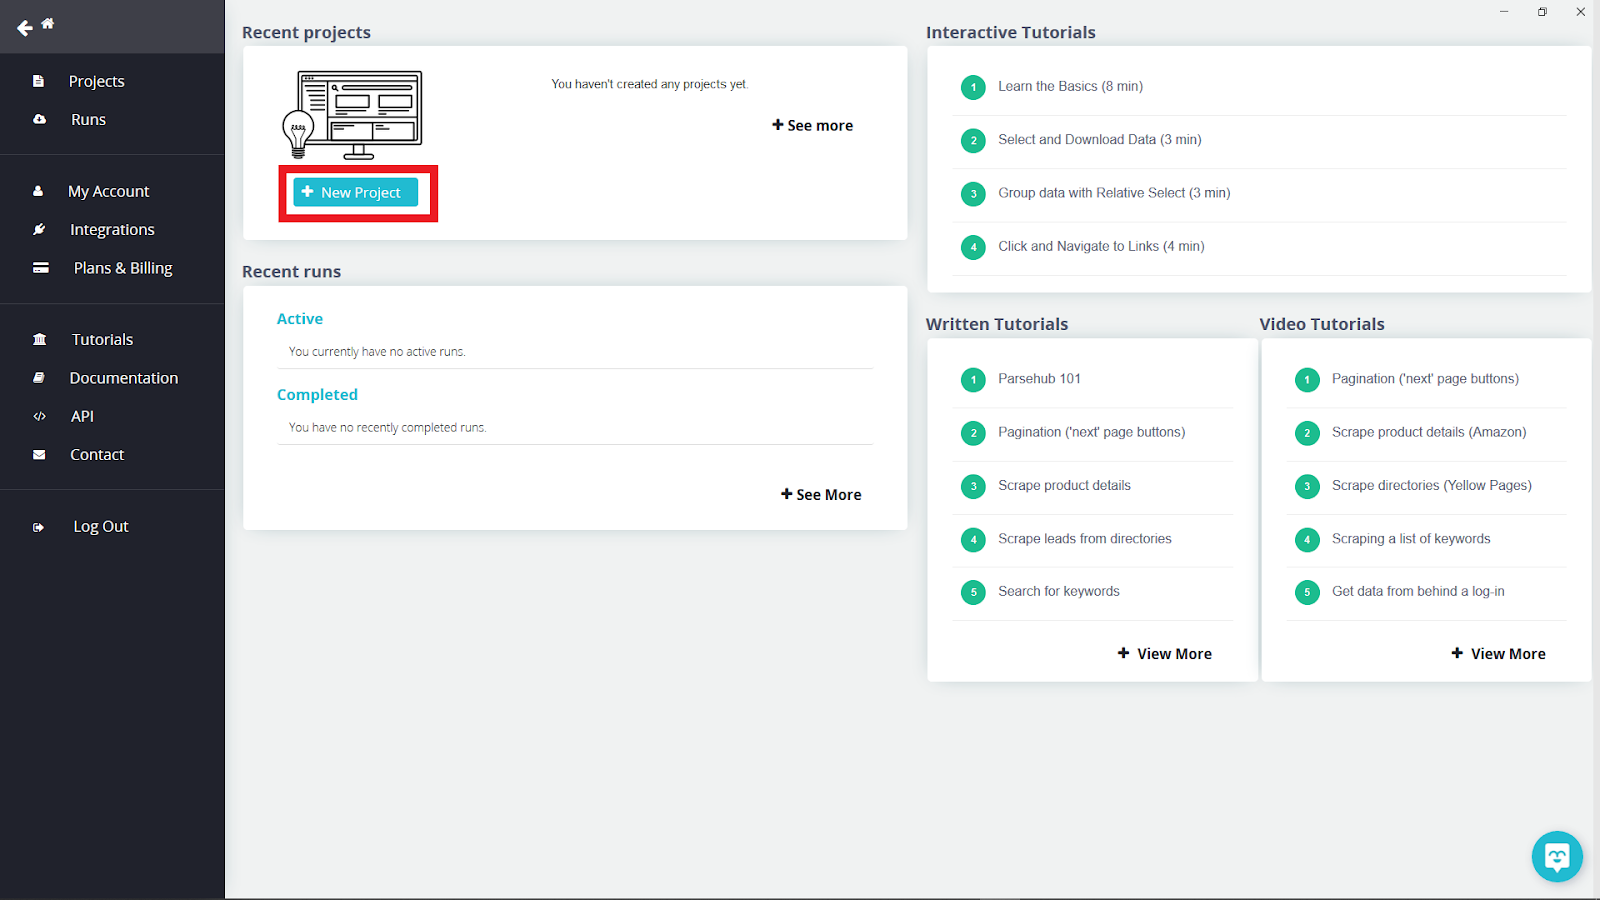 Projects
Runs
My Account
Integrations
Plans & Billing
Tutorials
Documentation
API
Contact
Log Out
Recent projects
You haven't created any projects yet.
See more
New Project
Recent runs
Active
You currently have no active runs.
Completed
You have no recently completed runs.
See More
Interactive Tutorials
1 Learn the Basics (8 min)
2 Select and Download Data (3 min)
3 Group data with Relative Select (3 min)
4 Click and Navigate to Links (4 min)
Written Tutorials
1 Parsehub 101
2 Pagination ('next' page buttons)
3 Scrape product details
4 Scrape leads from directories
5 Search for keywords
View More
Video Tutorials
1 Pagination ('next' page buttons)
2 Scrape product details (Amazon)
3 Scrape directories (Yellow Pages)
4 Scraping a list of keywords
5 Get data from behind a log-in
View More